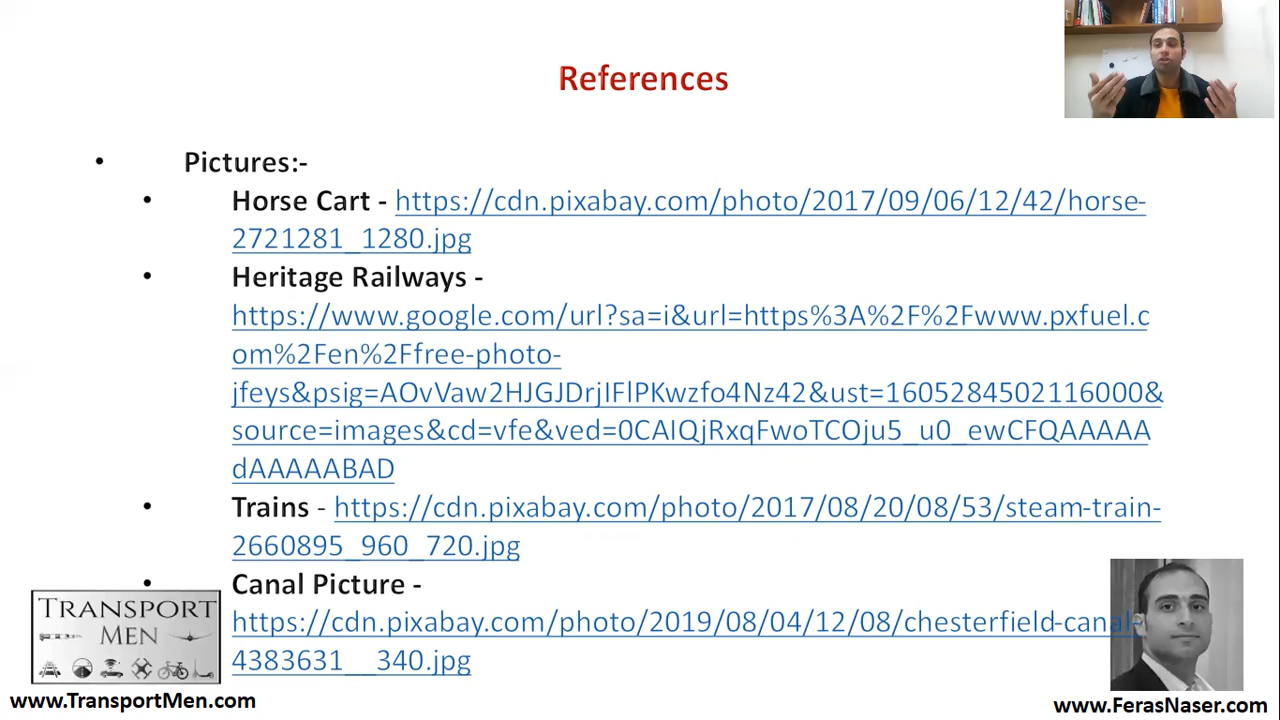 References
• Pictures:-
• Horse Cart - https://cdn.pixabay.com/photo/2017/09/06/12/42/horse-
2721281_1280.jpg
• Heritage Railways -
https://www.google.com/url?sa=i&url=https%3A%2F%2Fwww.pxfuel.c
om%2Fen%2Ffree-photo-
jfeys&psig=AOvVaw2HJGJDrjIFlPKwzfo4Nz42&ust=1605284502116000&
source=images&cd=vfe&ved=0CAIQjRxqFwoTCOju5_u0_ewCFQAAAAA
dAAAAABAD
• Trains - https://cdn.pixabay.com/photo/2017/08/20/08/53/steam-train-
2660895_960_720.jpg
• Canal Picture -
https://cdn.pixabay.com/photo/2019/08/04/12/08/chesterfield-canal-
4383631__340.jpg
TRANSPORT
MEN
www.TransportMen.com
www.FerasNaser.com